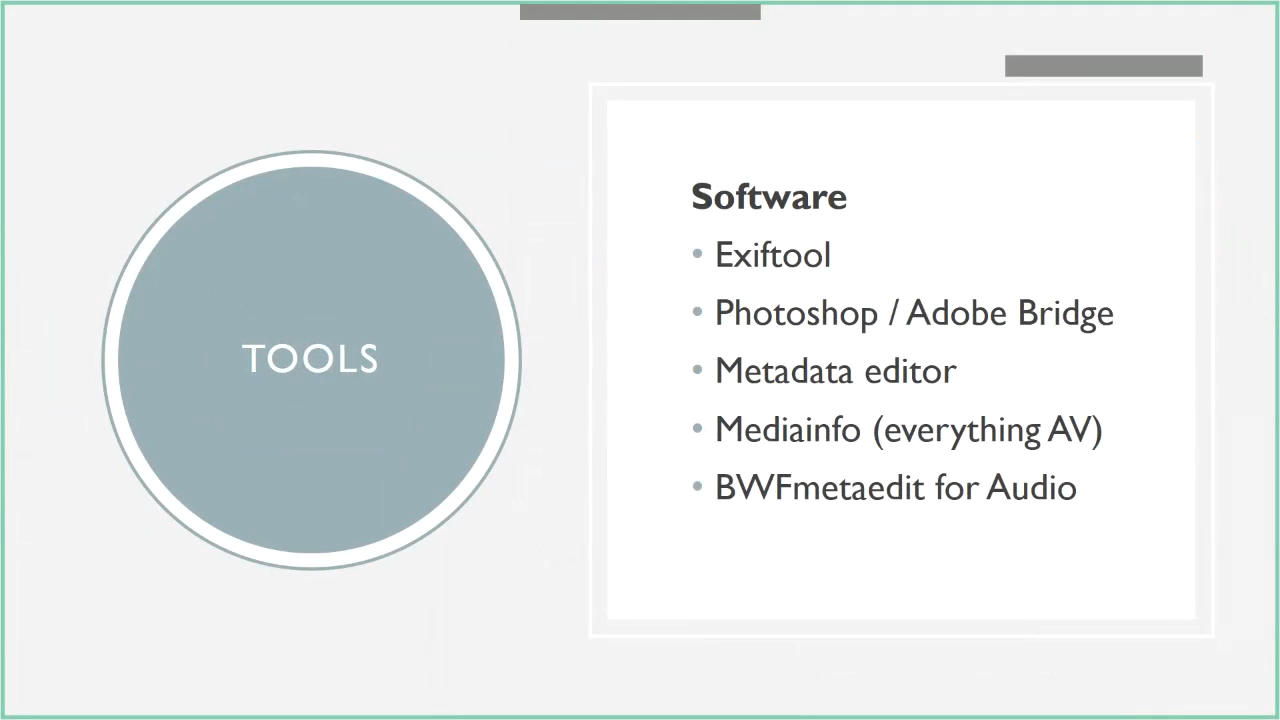 TOOLS
Software
• Exiftool
• Photoshop / Adobe Bridge
• Metadata editor
• Mediainfo (everything AV)
• BWFmetaedit for Audio